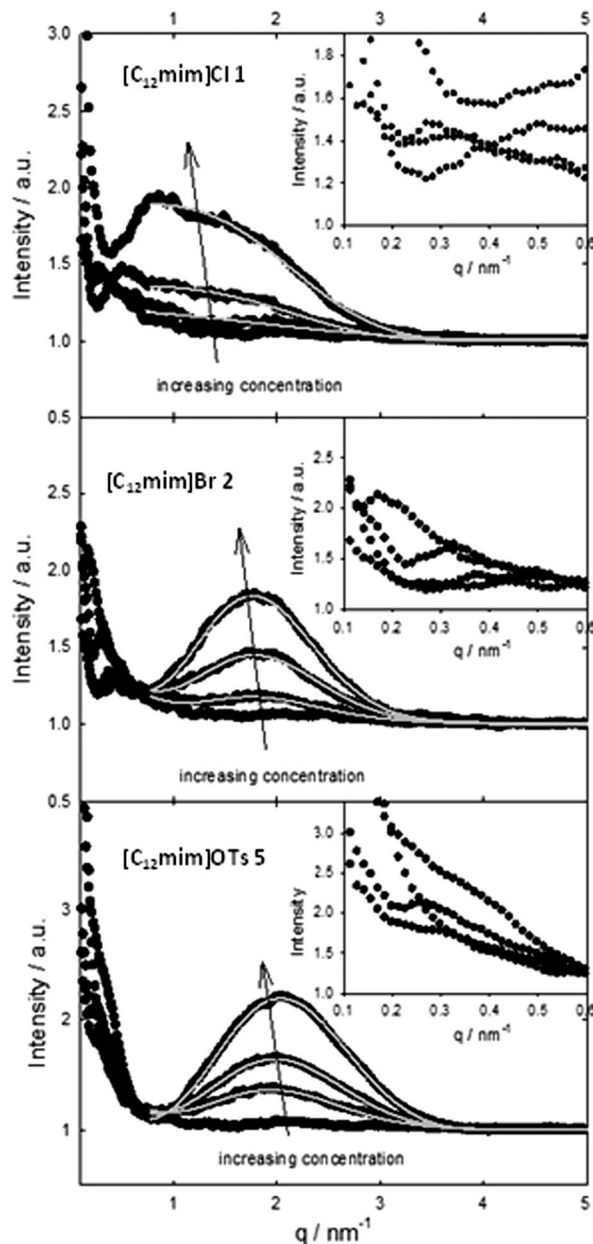 1 2 3 4 5
3.0
2.5
2.0
1.5
1.0
0.5
Intensity / a.u.
[C₁₂mim]Cl 1
increasing concentration
1.8
1.6
1.4
1.2
1.0
Intensity / a.u.
0.1 0.2 0.3 0.4 0.5 0.6
q / nm⁻¹
2.5
2.0
1.5
1.0
0.5
Intensity / a.u.
[C₁₂mim]Br 2
increasing concentration
2.5
2.0
1.5
1.0
Intensity
0.1 0.2 0.3 0.4 0.5 0.6
q / nm⁻¹
3
2
1
Intensity / a.u.
[C₁₂mim]OTs 5
increasing concentration
3.0
2.5
2.0
1.5
1.0
Intensity
0.1 0.2 0.3 0.4 0.5 0.6
q / nm⁻¹
1 2 3 4 5
q / nm⁻¹